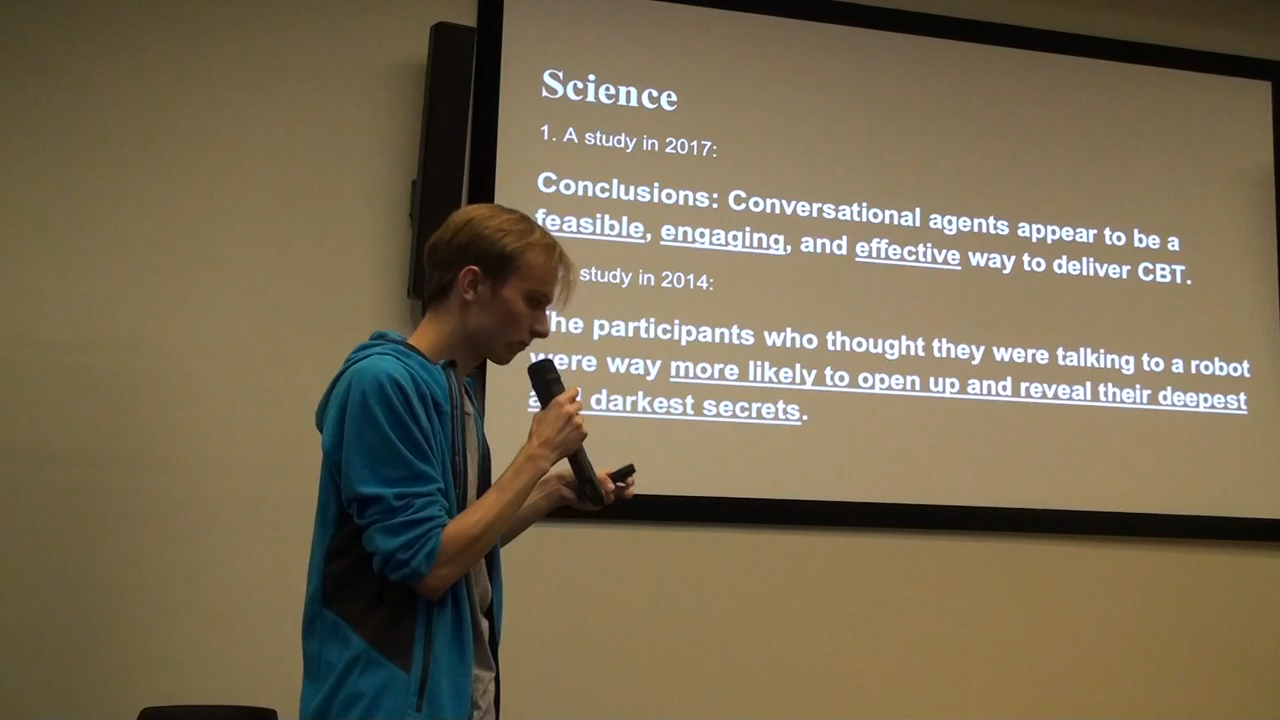 Science
1. A study in 2017:
Conclusions: Conversational agents appear to be a
feasible, engaging, and effective way to deliver CBT.
study in 2014:
The participants who thought they were talking to a robot
were way more likely to open up and reveal their deepest
darkest secrets.